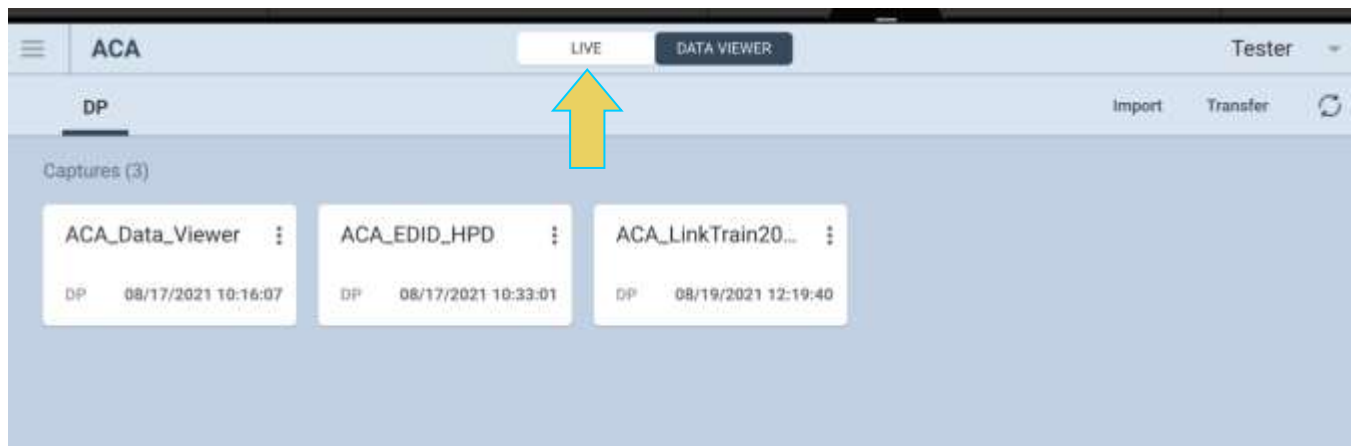 ACA LIVE DATA VIEWER Tester
DP Import Transfer
Captures (3)
ACA_Data_Viewer ACA_EDID_HPD ACA_LinkTrain20...
DP 08/17/2021 10:16:07 DP 08/17/2021 10:33:01 DP 08/19/2021 12:19:40